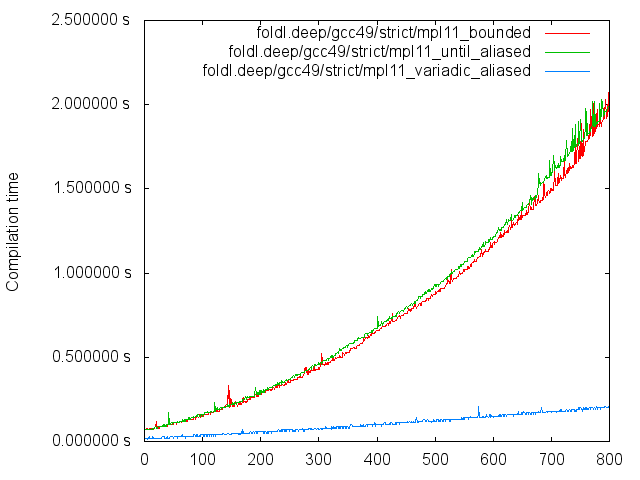 2.500000 s
foldl.deep/gcc49/strict/mpl11_bounded
foldl.deep/gcc49/strict/mpl11_until_aliased
foldl.deep/gcc49/strict/mpl11_variadic_aliased
2.000000 s
1.500000 s
1.000000 s
0.500000 s
0.000000 s
Compilation time
0 100 200 300 400 500 600 700 800